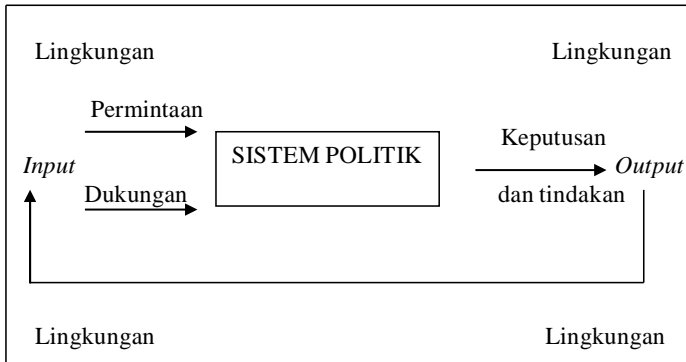 Lingkungan
Lingkungan
Permintaan
SISTEM POLITIK
Keputusan
Input
Output
Dukungan
dan tindakan
Lingkungan
Lingkungan